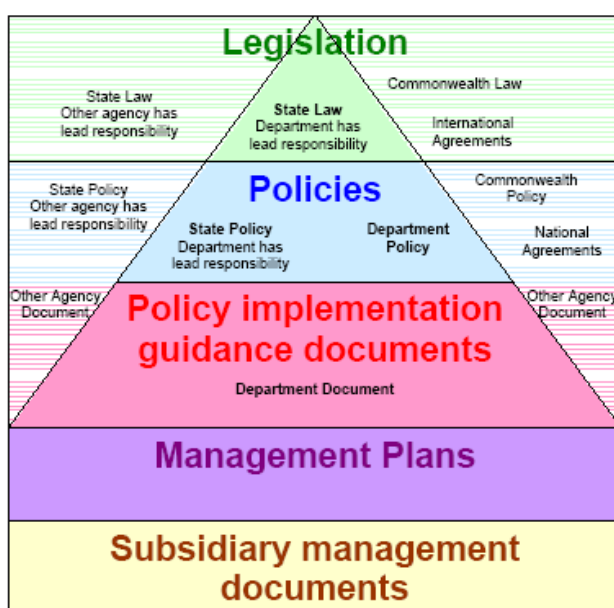 Legislation
State Law
Other agency has
lead responsibility
State Law
Department has
lead responsibility
Commonwealth Law
International
Agreements
Policies
State Policy
Other agency has
lead responsibility
State Policy
Department has
lead responsibility
Department
Policy
Commonwealth
Policy
National
Agreements
Other Agency
Document
Policy implementation
guidance documents
Department Document
Other Agency
Document
Management Plans
Subsidiary management
documents